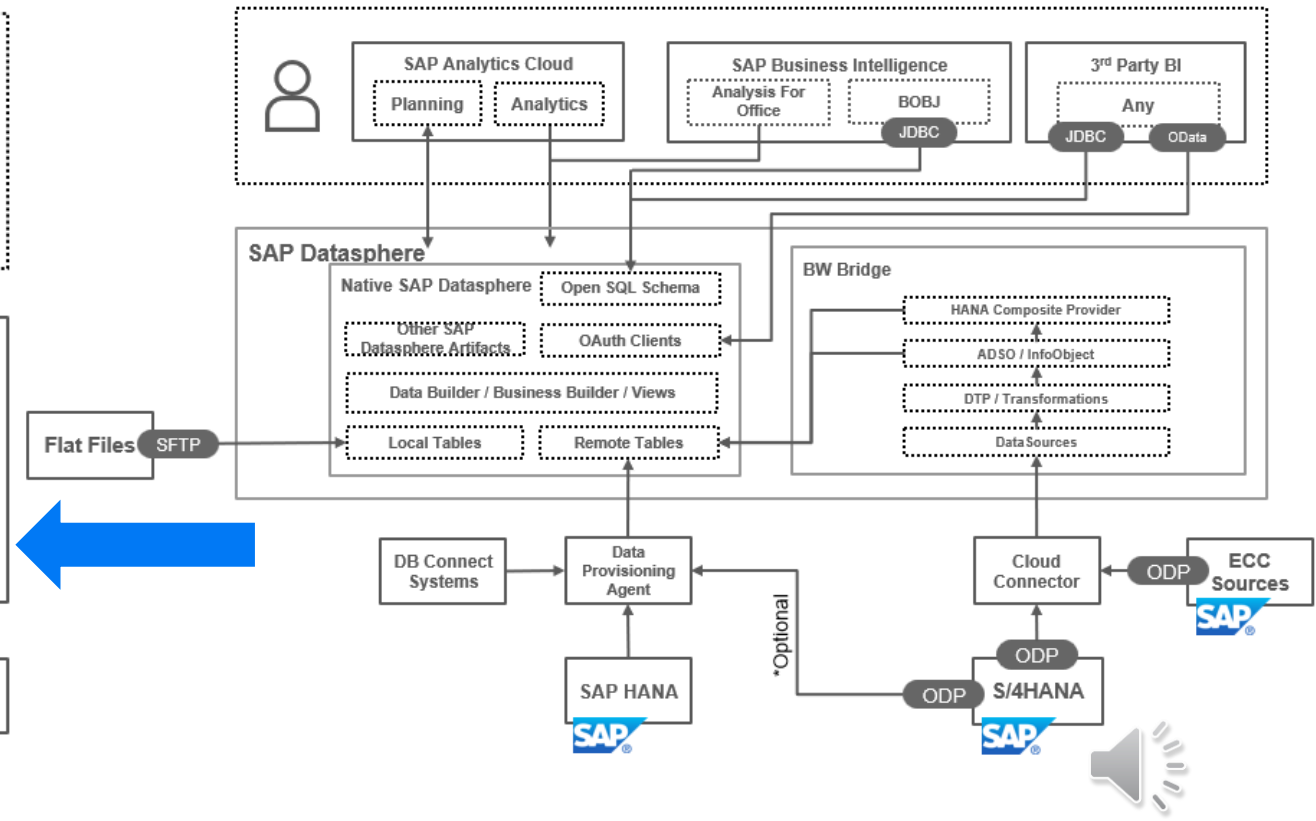 SAP Analytics Cloud
Planning
Analytics
SAP Business Intelligence
Analysis For
Office
BOBJ
JDBC
3rd Party BI
Any
JDBC
OData
SAP Datasphere
Native SAP Datasphere
Open SQL Schema
Other SAP
Datasphere Artifacts
OAuth Clients
Data Builder / Business Builder / Views
Local Tables
Remote Tables
BW Bridge
HANA Composite Provider
ADSO / InfoObject
DTP / Transformations
DataSources
Flat Files
SFTP
DB Connect
Systems
Data
Provisioning
Agent
Cloud
Connector
ODP
ECC
Sources
SAP®
*Optional
SAP HANA
SAP®
ODP
ODP
S/4HANA
SAP®